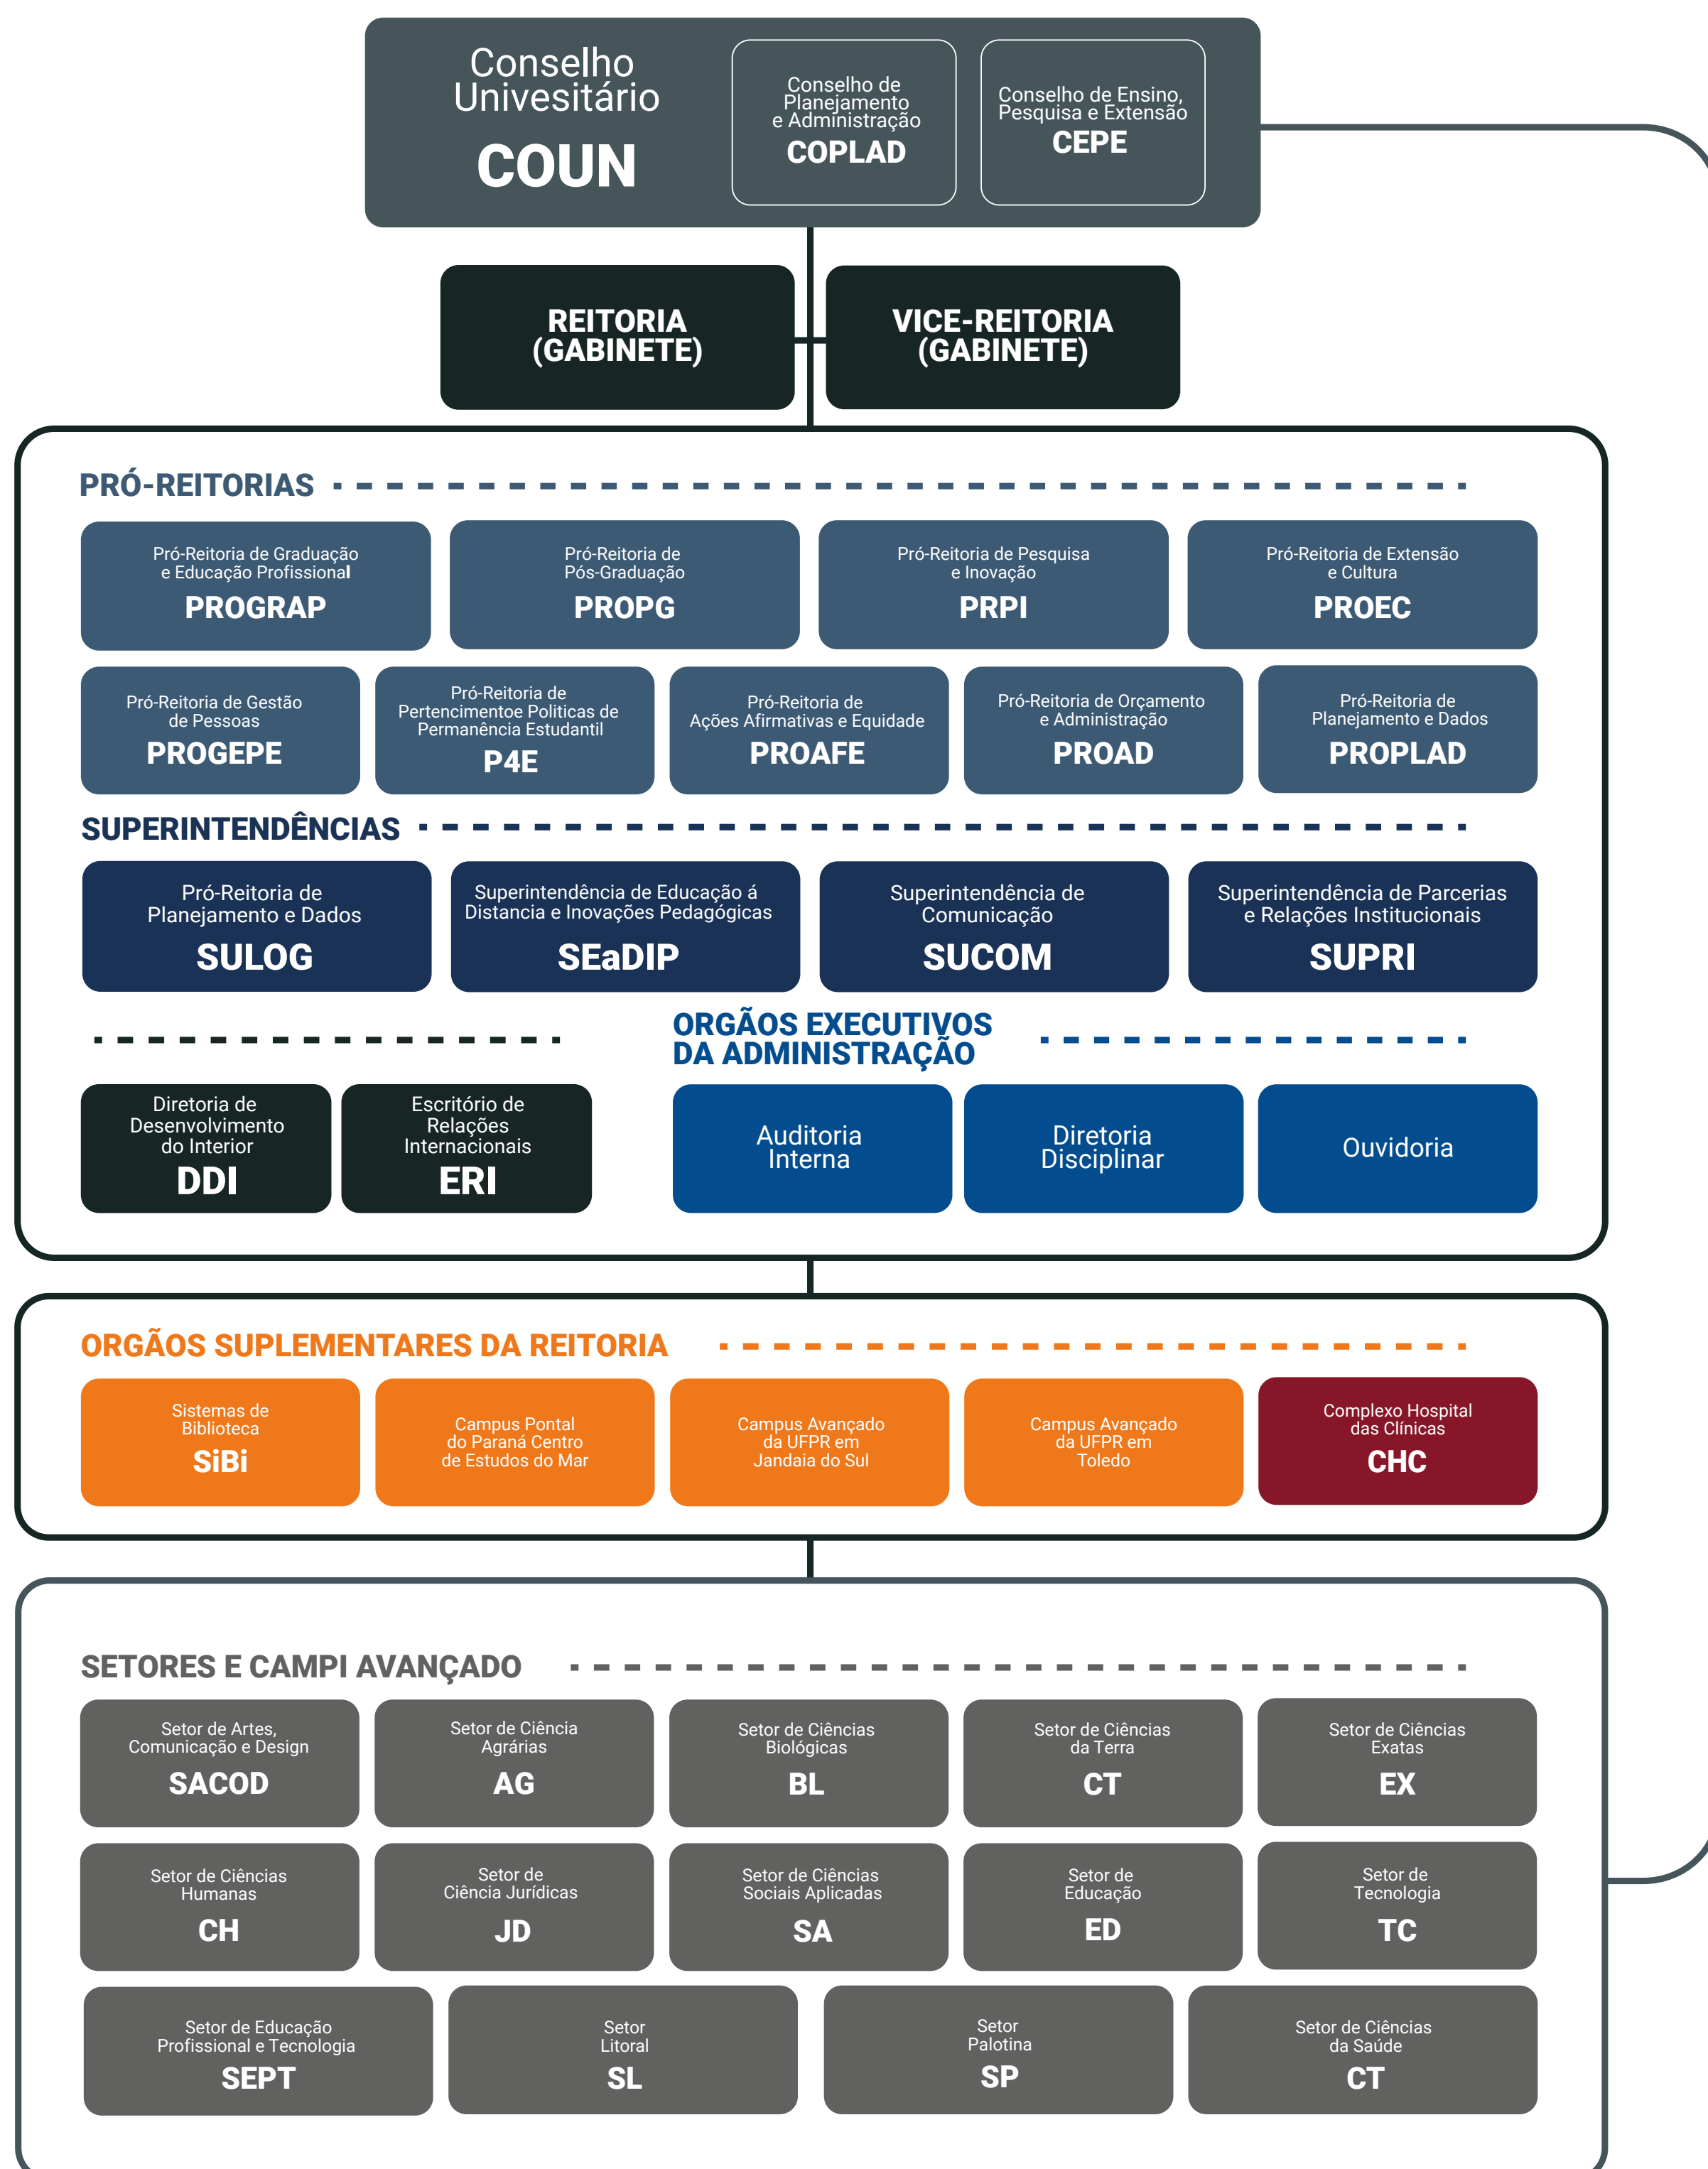 Conselho
Univesitário
COUN
Conselho de
Planejamento
e Administração
COPLAD
Conselho de Ensino,
Pesquisa e Extensão
CEPE
REITORIA
(GABINETE)
VICE-REITORIA
(GABINETE)
PRÓ-REITORIAS
Pró-Reitoria de Graduação
e Educação Profissional
PROGRAP
Pró-Reitoria de
Pós-Graduação
PROPG
Pró-Reitoria de Pesquisa
e Inovação
PRPI
Pró-Reitoria de Extensão
e Cultura
PROEC
Pró-Reitoria de Gestão
de Pessoas
PROGEPE
Pró-Reitoria de
Pertencimentoe Politicas de
Permanência Estudantil
P4E
Pró-Reitoria de
Ações Afirmativas e Equidade
PROAFE
Pró-Reitoria de Orçamento
e Administração
PROAD
Pró-Reitoria de
Planejamento e Dados
PROPLAD
SUPERINTENDÊNCIAS
Pró-Reitoria de
Planejamento e Dados
SULOG
Superintendência de Educação á
Distancia e Inovações Pedagógicas
SEaDIP
Superintendência de
Comunicação
SUCOM
Superintendência de Parcerias
e Relações Institucionais
SUPRI
Diretoria de
Desenvolvimento
do Interior
DDI
Escritório de
Relações
Internacionais
ERI
ORGÃOS EXECUTIVOS
DA ADMINISTRAÇÃO
Auditoria
Interna
Diretoria
Disciplinar
Ouvidoria
ORGÃOS SUPLEMENTARES DA REITORIA
Sistemas de
Biblioteca
SiBi
Campus Pontal
do Paraná Centro
de Estudos do Mar
Campus Avançado
da UFPR em
Jandaia do Sul
Campus Avançado
da UFPR em
Toledo
Complexo Hospital
das Clínicas
CHC
SETORES E CAMPI AVANÇADO
Setor de Artes,
Comunicação e Design
SACOD
Setor de Ciência
Agrárias
AG
Setor de Ciências
Biológicas
BL
Setor de Ciências
da Terra
CT
Setor de Ciências
Exatas
EX
Setor de Ciências
Humanas
CH
Setor de
Ciência Jurídicas
JD
Setor de Ciências
Sociais Aplicadas
SA
Setor de
Educação
ED
Setor de
Tecnologia
TC
Setor de Educação
Profissional e Tecnologia
SEPT
Setor
Litoral
SL
Setor
Palotina
SP
Setor de Ciências
da Saúde
CT